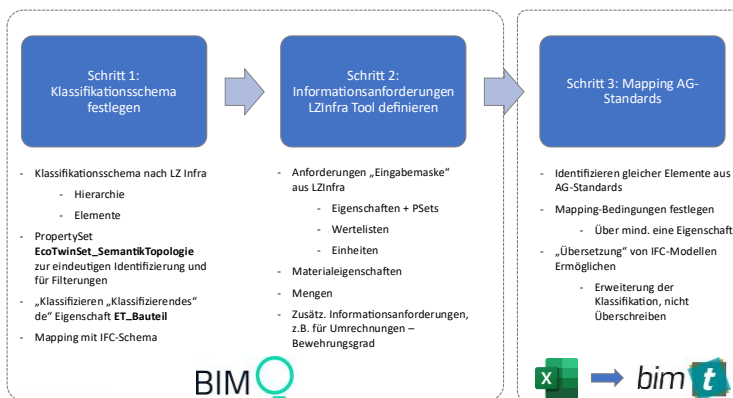 Schritt 1:
Klassifikationsschema
festlegen
Schritt 2:
Informationsanforderungen
LZInfra Tool definieren
Schritt 3: Mapping AG-
Standards
- Klassifikationsschema nach LZ Infra
- Hierarchie
- Elemente
- PropertySet
EcoTwinSet_SemantikTopologie
zur eindeutigen Identifizierung und
für Filterungen
- „Klassifizieren „Klassifizierendes“
de“ Eigenschaft ET_Bauteil
- Mapping mit IFC-Schema
- Anforderungen „Eingabemaske“
aus LZInfra
- Eigenschaften + PSets
- Wertelisten
- Einheiten
- Materialeigenschaften
- Mengen
- Zusätz. Informationsanforderungen,
z.B. für Umrechnungen –
Bewehrungsgrad
- Identifizieren gleicher Elemente aus
AG-Standards
- Mapping-Bedingungen festlegen
- Über mind. eine Eigenschaft
- „Übersetzung“ von IFC-Modellen
Ermöglichen
- Erweiterung der
Klassifikation, nicht
Überschreiben
BIMQ
X
bim t